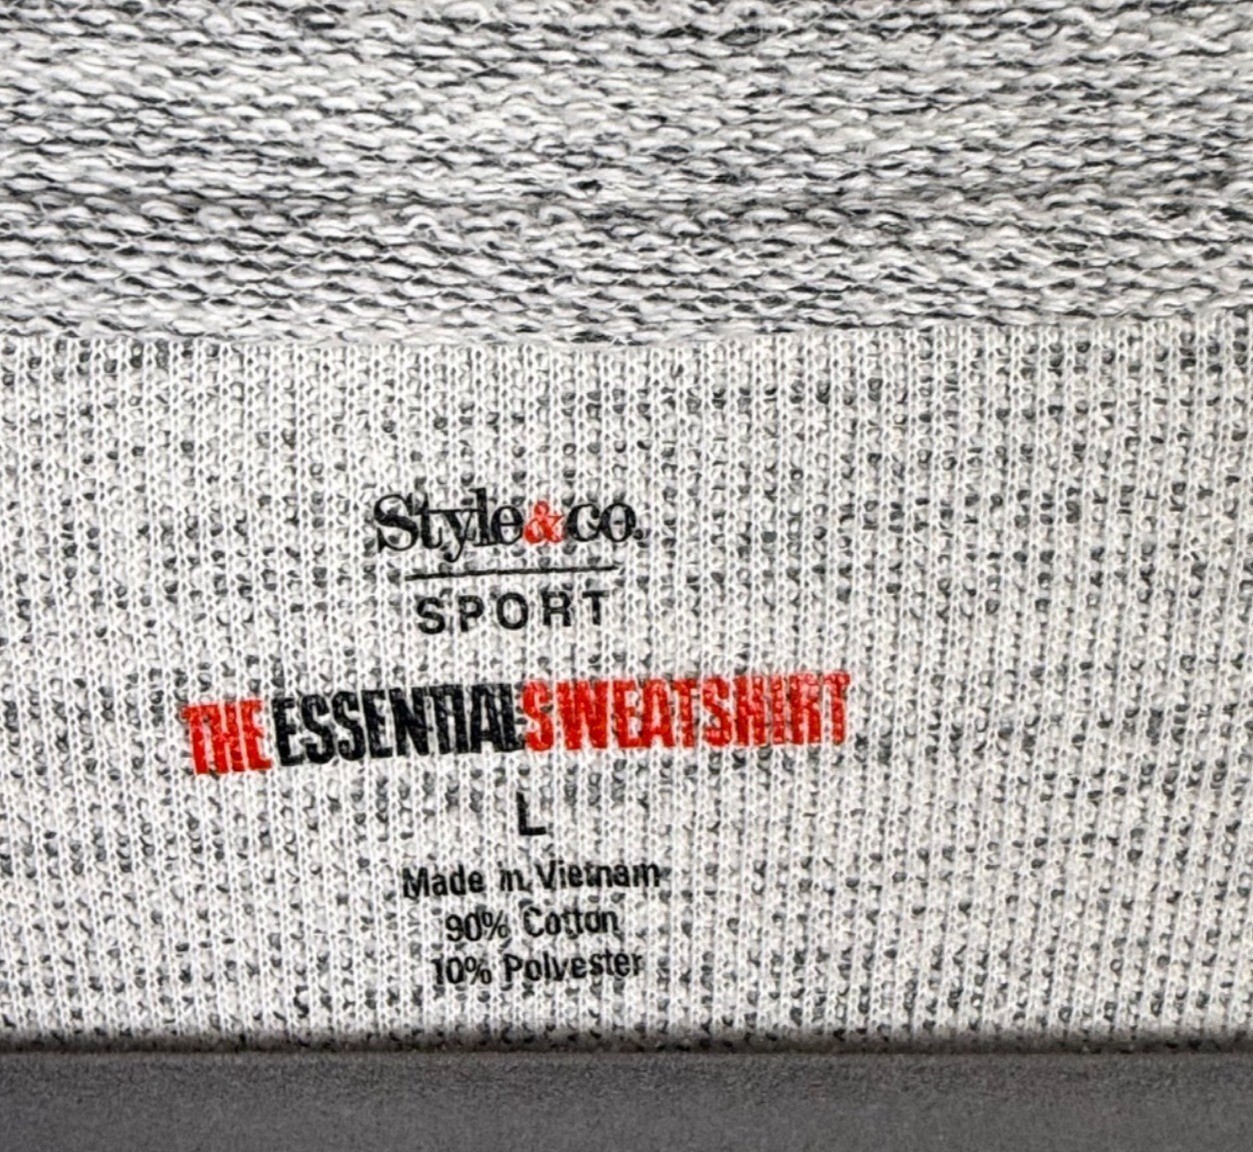 Style&co.
SPORT
THE ESSENTIAL SWEATSHIRT
L
Made in Vietnam
90% Cotton
10% Polyester